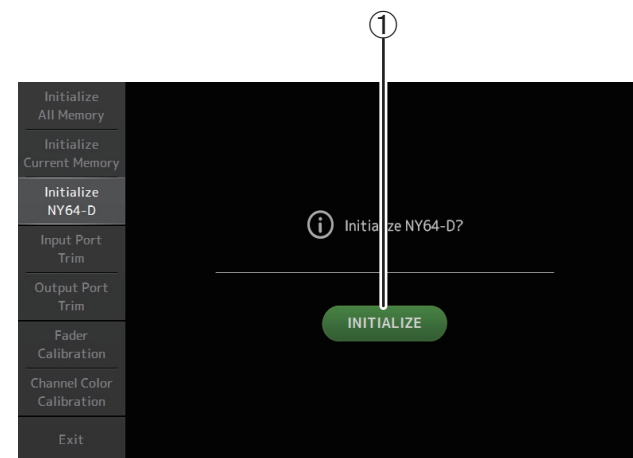 ①
Initialize
All Memory
Initialize
Current Memory
Initialize
NY64-D
Input Port
Trim
Output Port
Trim
Fader
Calibration
Channel Color
Calibration
Exit
Initialize NY64-D?
INITIALIZE